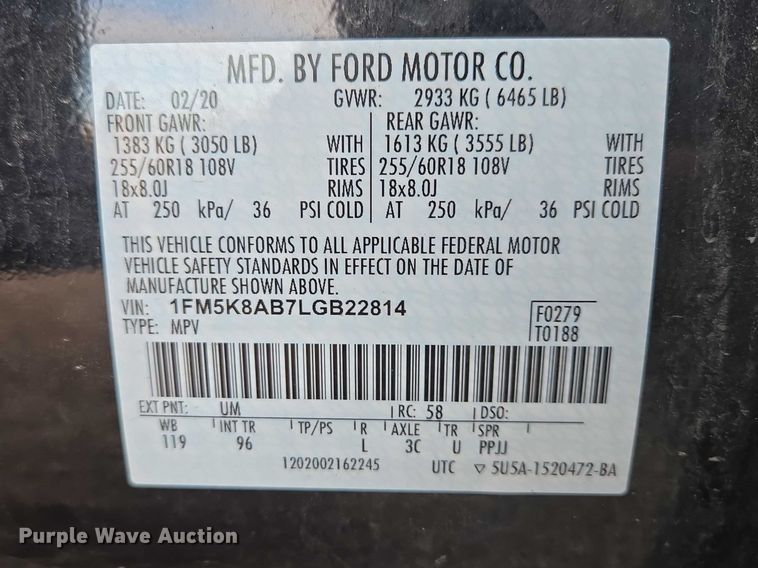 MFD. BY FORD MOTOR CO.
DATE: 02/20 GVWR: 2933 KG ( 6465 LB)
FRONT GAWR: REAR GAWR:
1383 KG ( 3050 LB) WITH 1613 KG ( 3555 LB) WITH
255/60R18 108V TIRES 255/60R18 108V TIRES
18x8.0J RIMS 18x8.0J RIMS
AT 250 kPa/ 36 PSI COLD AT 250 kPa/ 36 PSI COLD
THIS VEHICLE CONFORMS TO ALL APPLICABLE FEDERAL MOTOR
VEHICLE SAFETY STANDARDS IN EFFECT ON THE DATE OF
MANUFACTURE SHOWN ABOVE.
VIN: 1FM5K8AB7LGB22814 F0279
TYPE: MPV T0188
EXT PNT: UM RC: 58 DSO:
WB INT TR TP/PS R AXLE TR SPR
119 96 L 3C U PPJJ
1202002162245 UTC ▽ 5U5A-1520472-BA
Purple Wave Auction